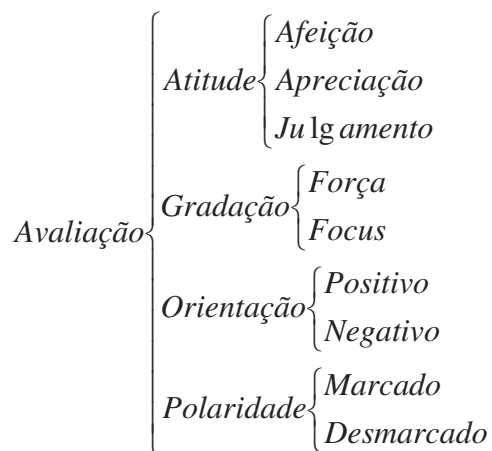 Afeição
Atitude
Apreciação
Ju lg amento
Força
Gradação
Focus
Avaliação
Positivo
Orientação
Negativo
Marcado
Polaridade
Desmarcado